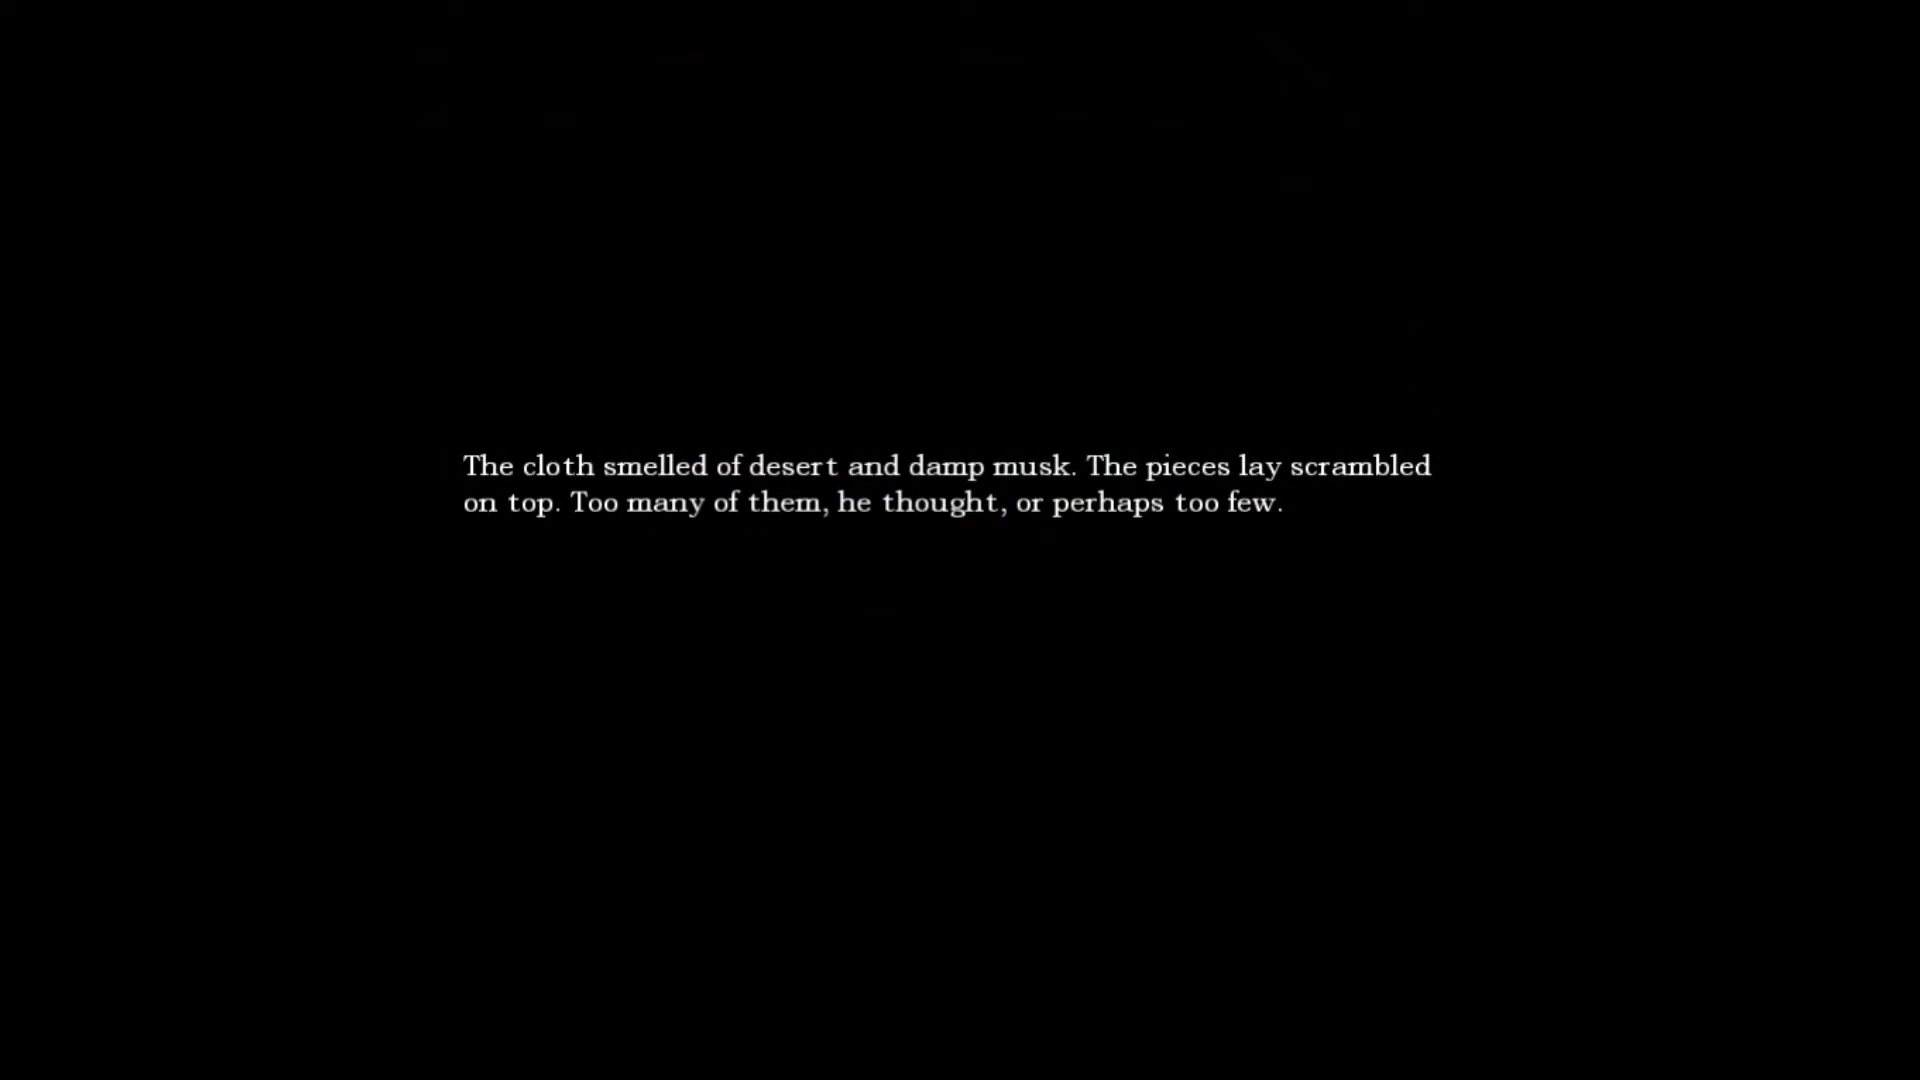 The cloth smelled of desert and damp musk. The pieces lay scrambled
on top. Too many of them, he thought, or perhaps too few.